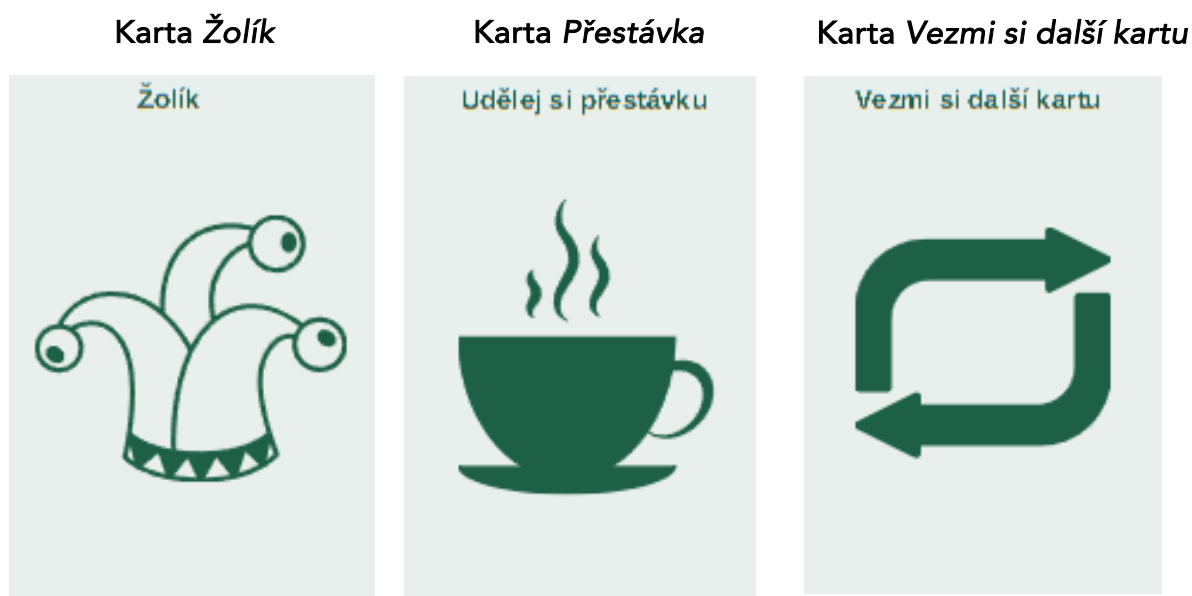 Karta Žolík
Karta Přestávka
Karta Vezmi si další kartu
Žolík
Udělej si přestávku
Vezmi si další kartu